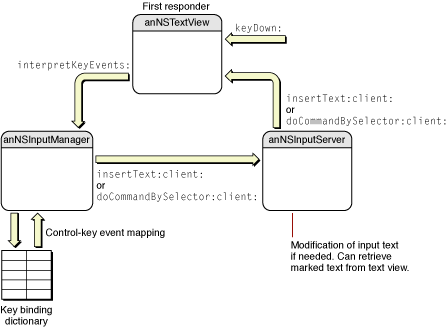 First responder
anNSTextView
keyDown:
interpretKeyEvents:
insertText:client:
or
doCommandBySelector:client:
anNSInputManager
anNSInputServer
insertText:client:
or
doCommandBySelector:client:
Control-key event mapping
Modification of input text
if needed. Can retrieve
marked text from text view.
Key binding
dictionary